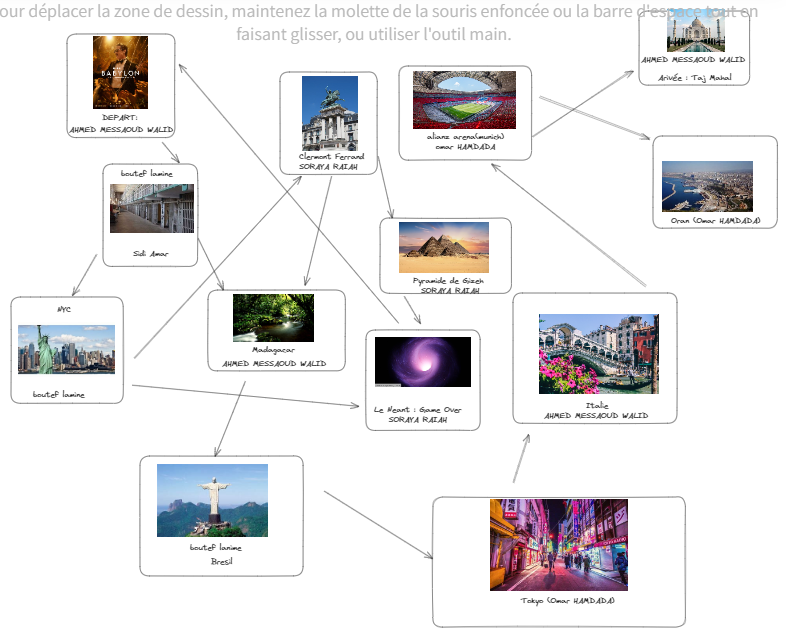 our déplacer la zone de dessin, maintenez la molette de la souris enfoncée ou la barre d'espace tout en
faisant glisser, ou utiliser l'outil main.
AHMED MESSAOUD WALID
Arivée : Taj Mahal
BABYLON
DEPART:
AHMED MESSAOUD WALID
Clermont Ferrand
SORAYA RAIAH
alianz arena(munich)
omar HAMDADA
boutef lamine
Sidi Amar
Oran (Omar HAMDADA)
Pyramide de Gizeh
SORAYA RAIAH
NYC
boutef lamine
Madagacar
AHMED MESSAOUD WALID
Le Neant : Game Over
SORAYA RAIAH
Italie
AHMED MESSAOUD WALID
boutef lamime
Bresil
Tokyo (Omar HAMDADA)